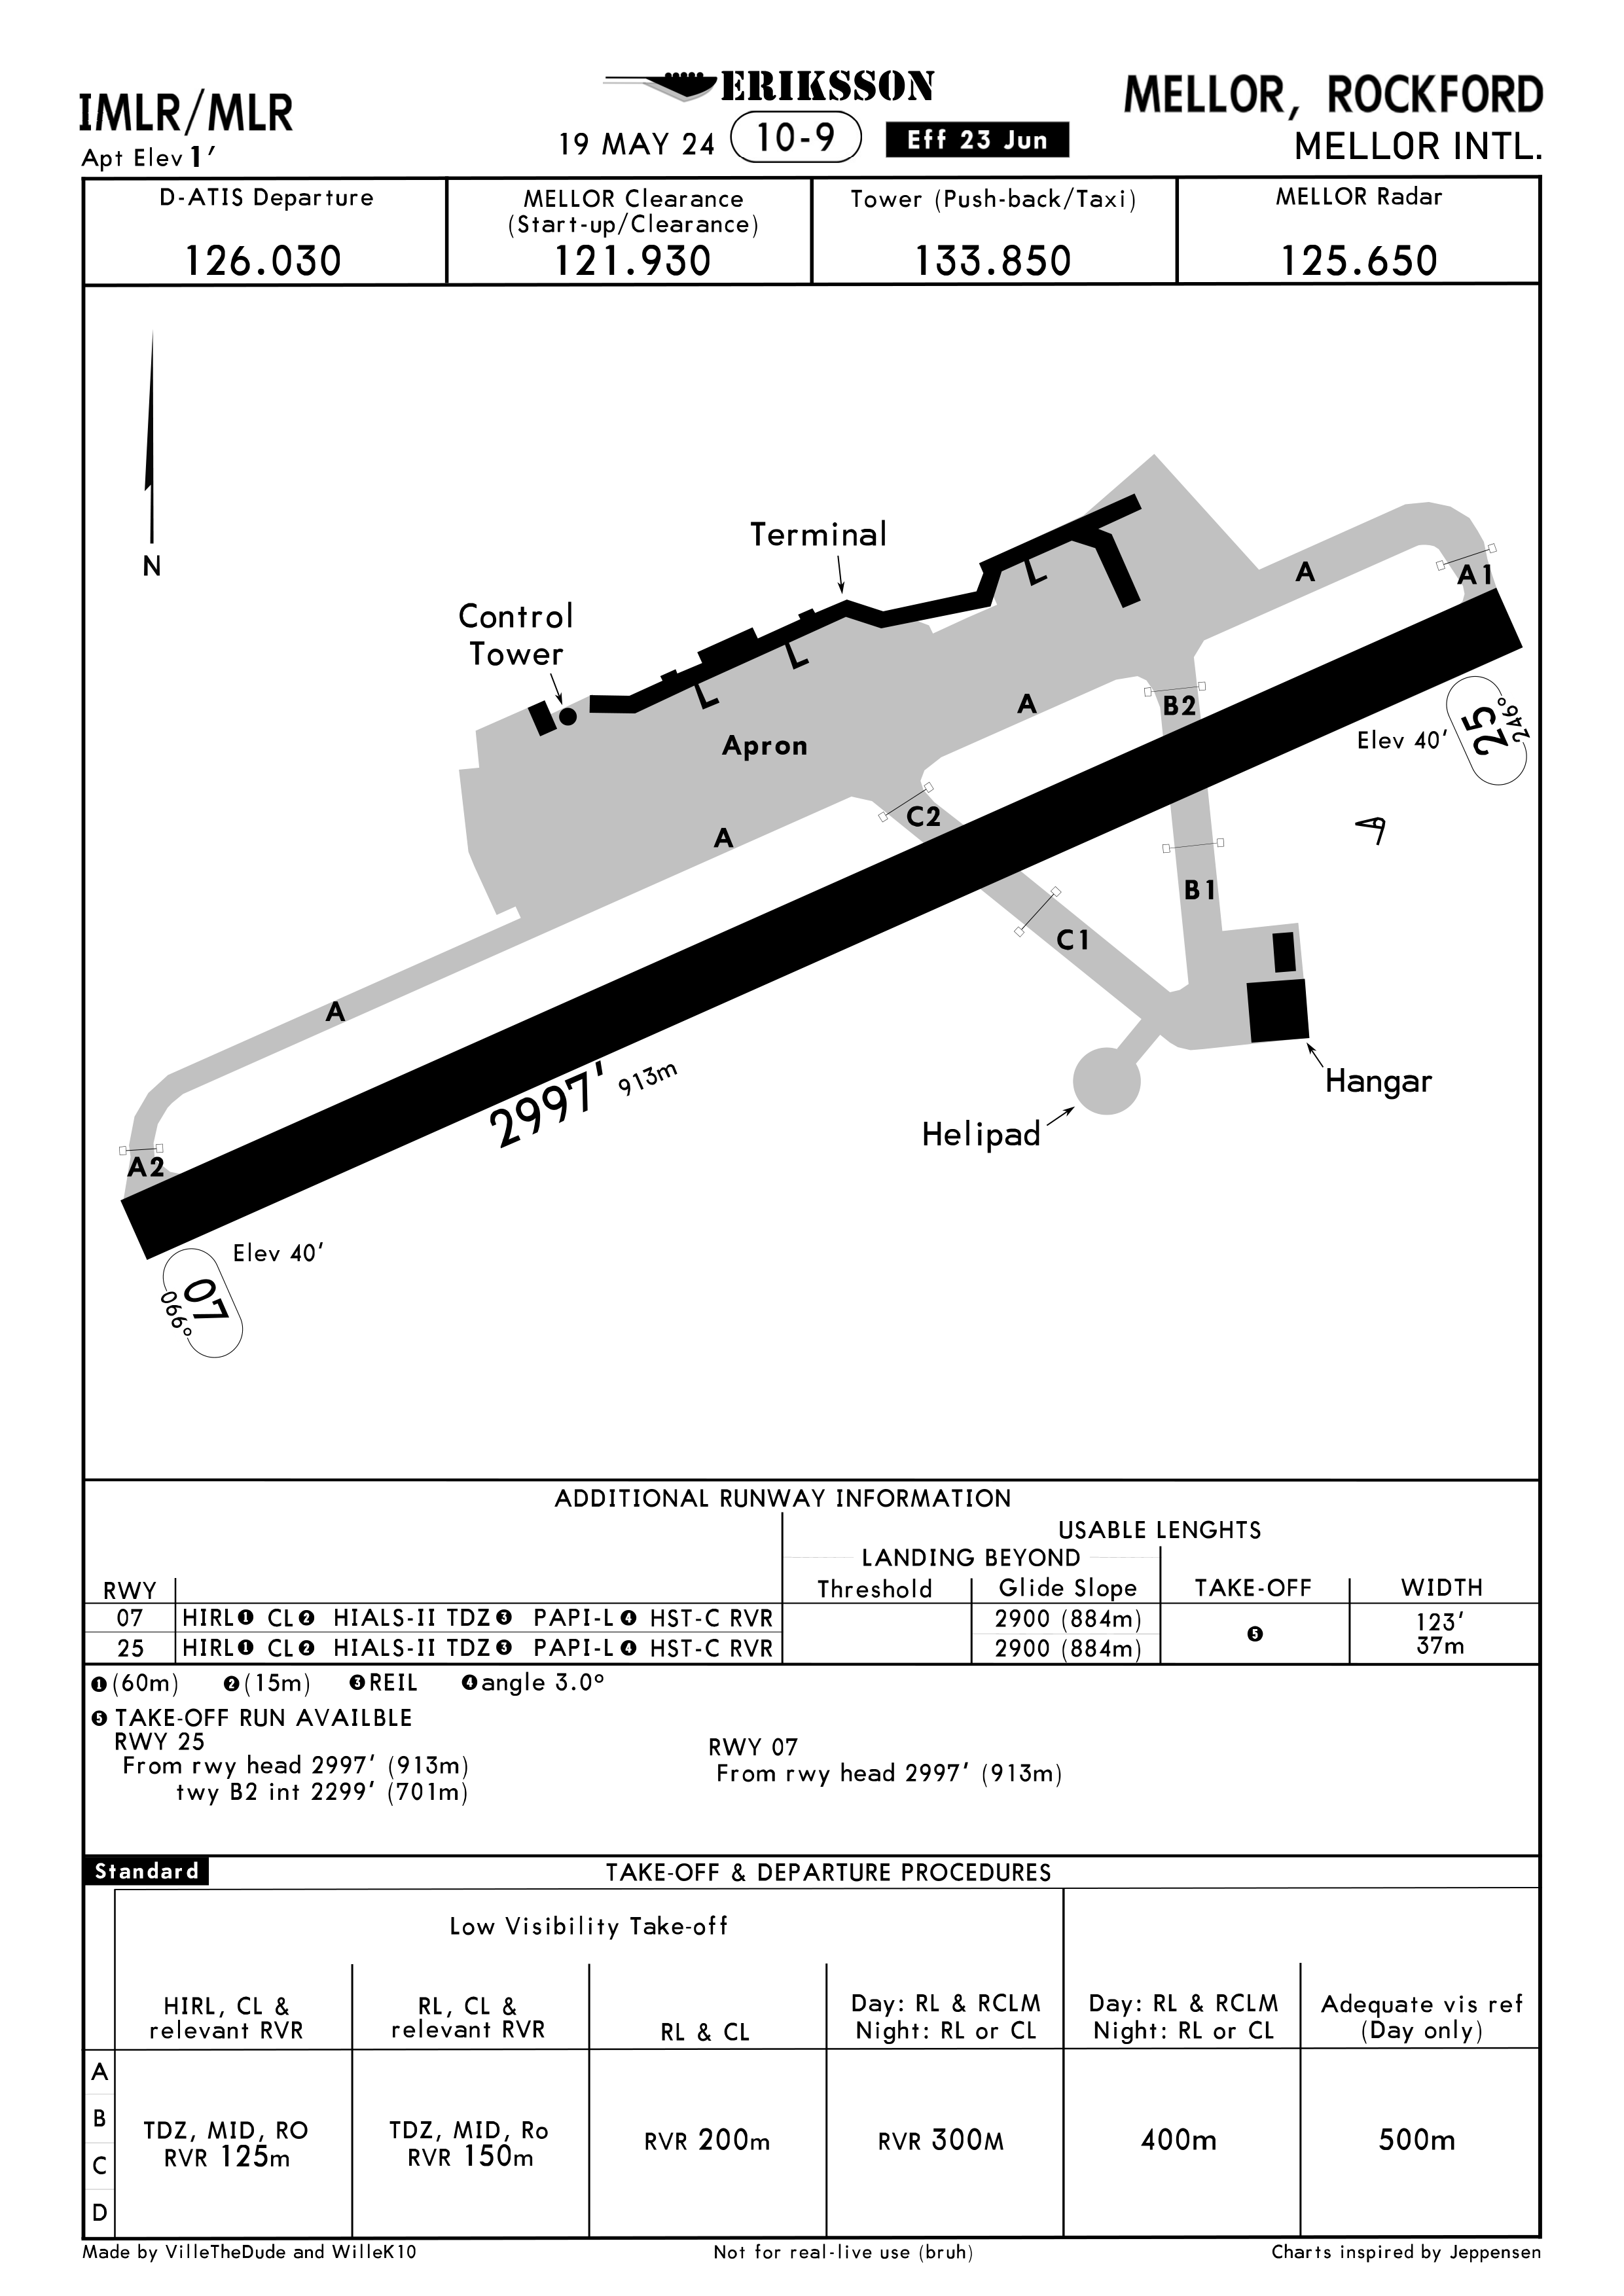 IMLR/MLR
Apt Elev 1'
ERIKSSON
19 MAY 24 10-9 Eff 23 Jun
MELLOR, ROCKFORD
MELLOR INTL.
D-ATIS Departure
126.030
MELLOR Clearance
(Start-up/Clearance)
121.930
Tower (Push-back/Taxi)
133.850
MELLOR Radar
125.650
N
Terminal
Control
Tower
Apron
A
A1
A
B2
25
246°
Elev 40'
C2
A
B1
C1
A
Hangar
Helipad
2997' 913m
A2
Elev 40'
07
066°
ADDITIONAL RUNWAY INFORMATION
USABLE LENGHTS
LANDING BEYOND
RWY Threshold Glide Slope TAKE-OFF WIDTH
07 HIRL❶ CL❷ HIALS-II TDZ❸ PAPI-L❹ HST-C RVR 2900 (884m)
25 HIRL❶ CL❷ HIALS-II TDZ❸ PAPI-L❹ HST-C RVR 2900 (884m)
❺
123'
37m
❶(60m) ❷(15m) ❸REIL ❹angle 3.0°
❺ TAKE-OFF RUN AVAILBLE
RWY 25
From rwy head 2997' (913m)
twy B2 int 2299' (701m)
RWY 07
From rwy head 2997' (913m)
Standard
TAKE-OFF & DEPARTURE PROCEDURES
Low Visibility Take-off
HIRL, CL &
relevant RVR
RL, CL &
relevant RVR
RL & CL
Day: RL & RCLM
Night: RL or CL
Day: RL & RCLM
Night: RL or CL
Adequate vis ref
(Day only)
A
B
C
D
TDZ, MID, RO
RVR 125m
TDZ, MID, Ro
RVR 150m
RVR 200m
RVR 300M
400m
500m
Made by VilleTheDude and WilleK10
Not for real-live use (bruh)
Charts inspired by Jeppensen